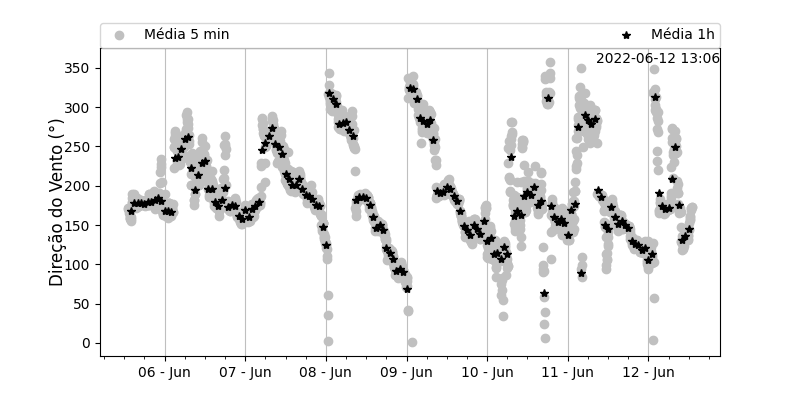 Média 5 min
Média 1h
2022-06-12 13:06
Direção do Vento (°)
350
300
250
200
150
100
50
0
06 - Jun
07 - Jun
08 - Jun
09 - Jun
10 - Jun
11 - Jun
12 - Jun